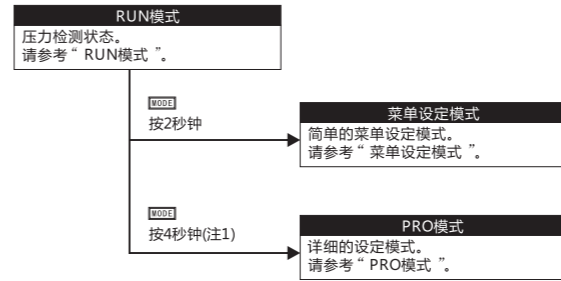 RUN模式
压力检测状态。
请参考“ RUN模式 ”。
MODE
按2秒钟
菜单设定模式
简单的菜单设定模式。
请参考“ 菜单设定模式 ”。
MODE
按4秒钟(注1)
PRO模式
详细的设定模式。
请参考“ PRO模式 ”。